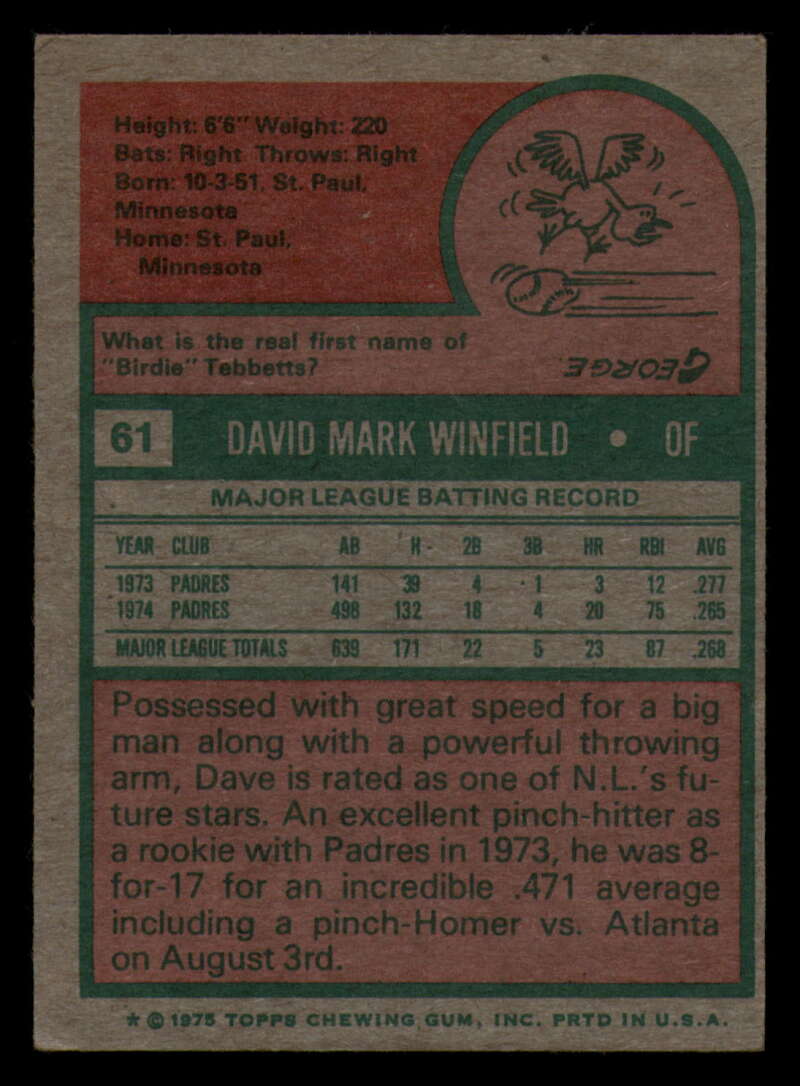 Height: 6'6" Weight: 220
Bats: Right Throws: Right
Born: 10-3-51, St. Paul,
Minnesota
Home: St. Paul,
Minnesota
What is the real first name of
"Birdie" Tebbetts?
GEORGE.
61 DAVID MARK WINFIELD • OF
MAJOR LEAGUE BATTING RECORD
YEAR CLUB AB H 2B 3B HR RBI AVG
1973 PADRES 141 39 4 1 3 12 .277
1974 PADRES 498 132 18 4 20 75 .265
MAJOR LEAGUE TOTALS 639 171 22 5 23 87 .268
Possessed with great speed for a big
man along with a powerful throwing
arm, Dave is rated as one of N.L.'s fu-
ture stars. An excellent pinch-hitter as
a rookie with Padres in 1973, he was 8-
for-17 for an incredible .471 average
including a pinch-Homer vs. Atlanta
on August 3rd.
* © 1975 TOPPS CHEWING GUM, INC. PRTD IN U.S.A.